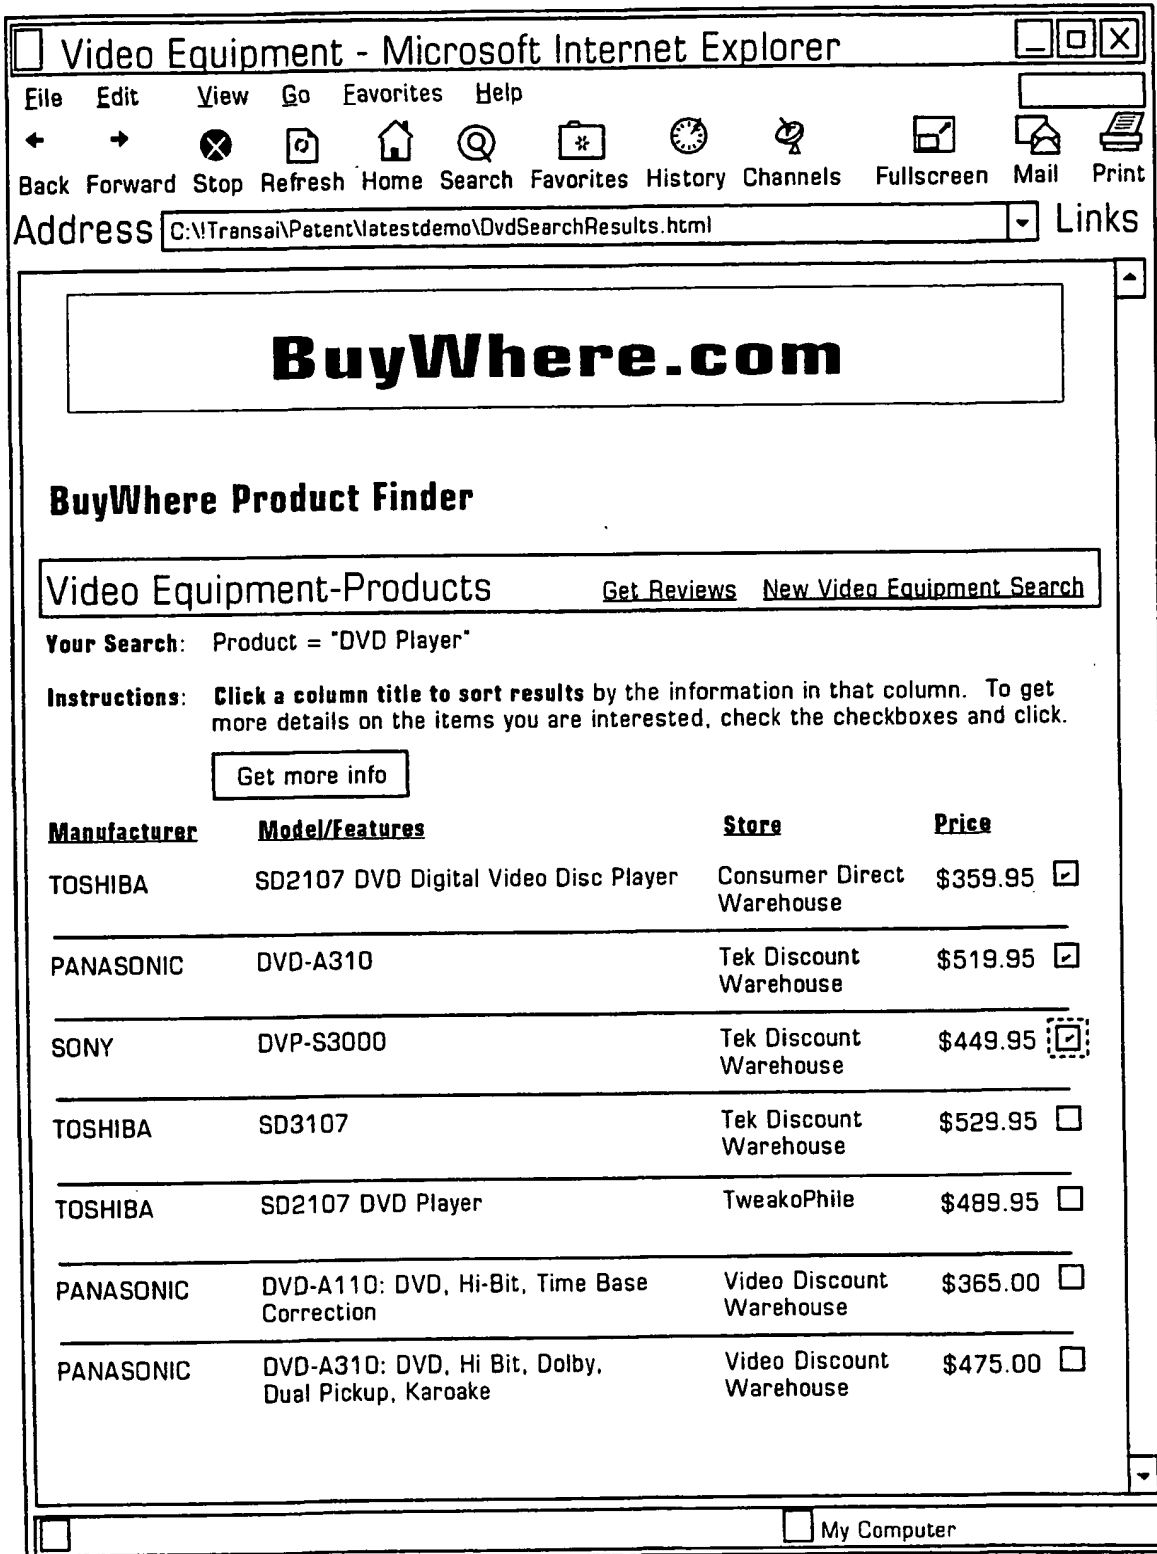 Video Equipment - Microsoft Internet Explorer
File Edit View Go Favorites Help
Back Forward Stop Refresh Home Search Favorites History Channels Fullscreen Mail Print
Address C:\!Transai\Patent\latestdemo\DvdSearchResults.html Links
BuyWhere.com
BuyWhere Product Finder
Video Equipment-Products Get Reviews New Video Equipment Search
Your Search: Product = "DVD Player"
Instructions: Click a column title to sort results by the information in that column. To get
more details on the items you are interested, check the checkboxes and click.
Get more info
Manufacturer Model/Features Store Price
TOSHIBA SD2107 DVD Digital Video Disc Player Consumer Direct $359.95
Warehouse
PANASONIC DVD-A310 Tek Discount $519.95
Warehouse
SONY DVP-S3000 Tek Discount $449.95
Warehouse
TOSHIBA SD3107 Tek Discount $529.95
Warehouse
TOSHIBA SD2107 DVD Player TweakoPhile $489.95
PANASONIC DVD-A110: DVD, Hi-Bit, Time Base Video Discount $365.00
Correction Warehouse
PANASONIC DVD-A310: DVD, Hi Bit, Dolby, Video Discount $475.00
Dual Pickup, Karoake Warehouse
My Computer